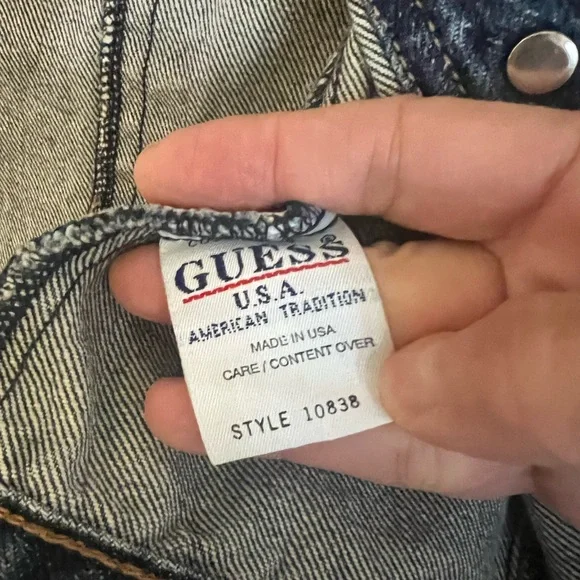 GUESS®
U.S.A.
AMERICAN TRADITION
MADE IN USA
CARE / CONTENT OVER
STYLE 10838